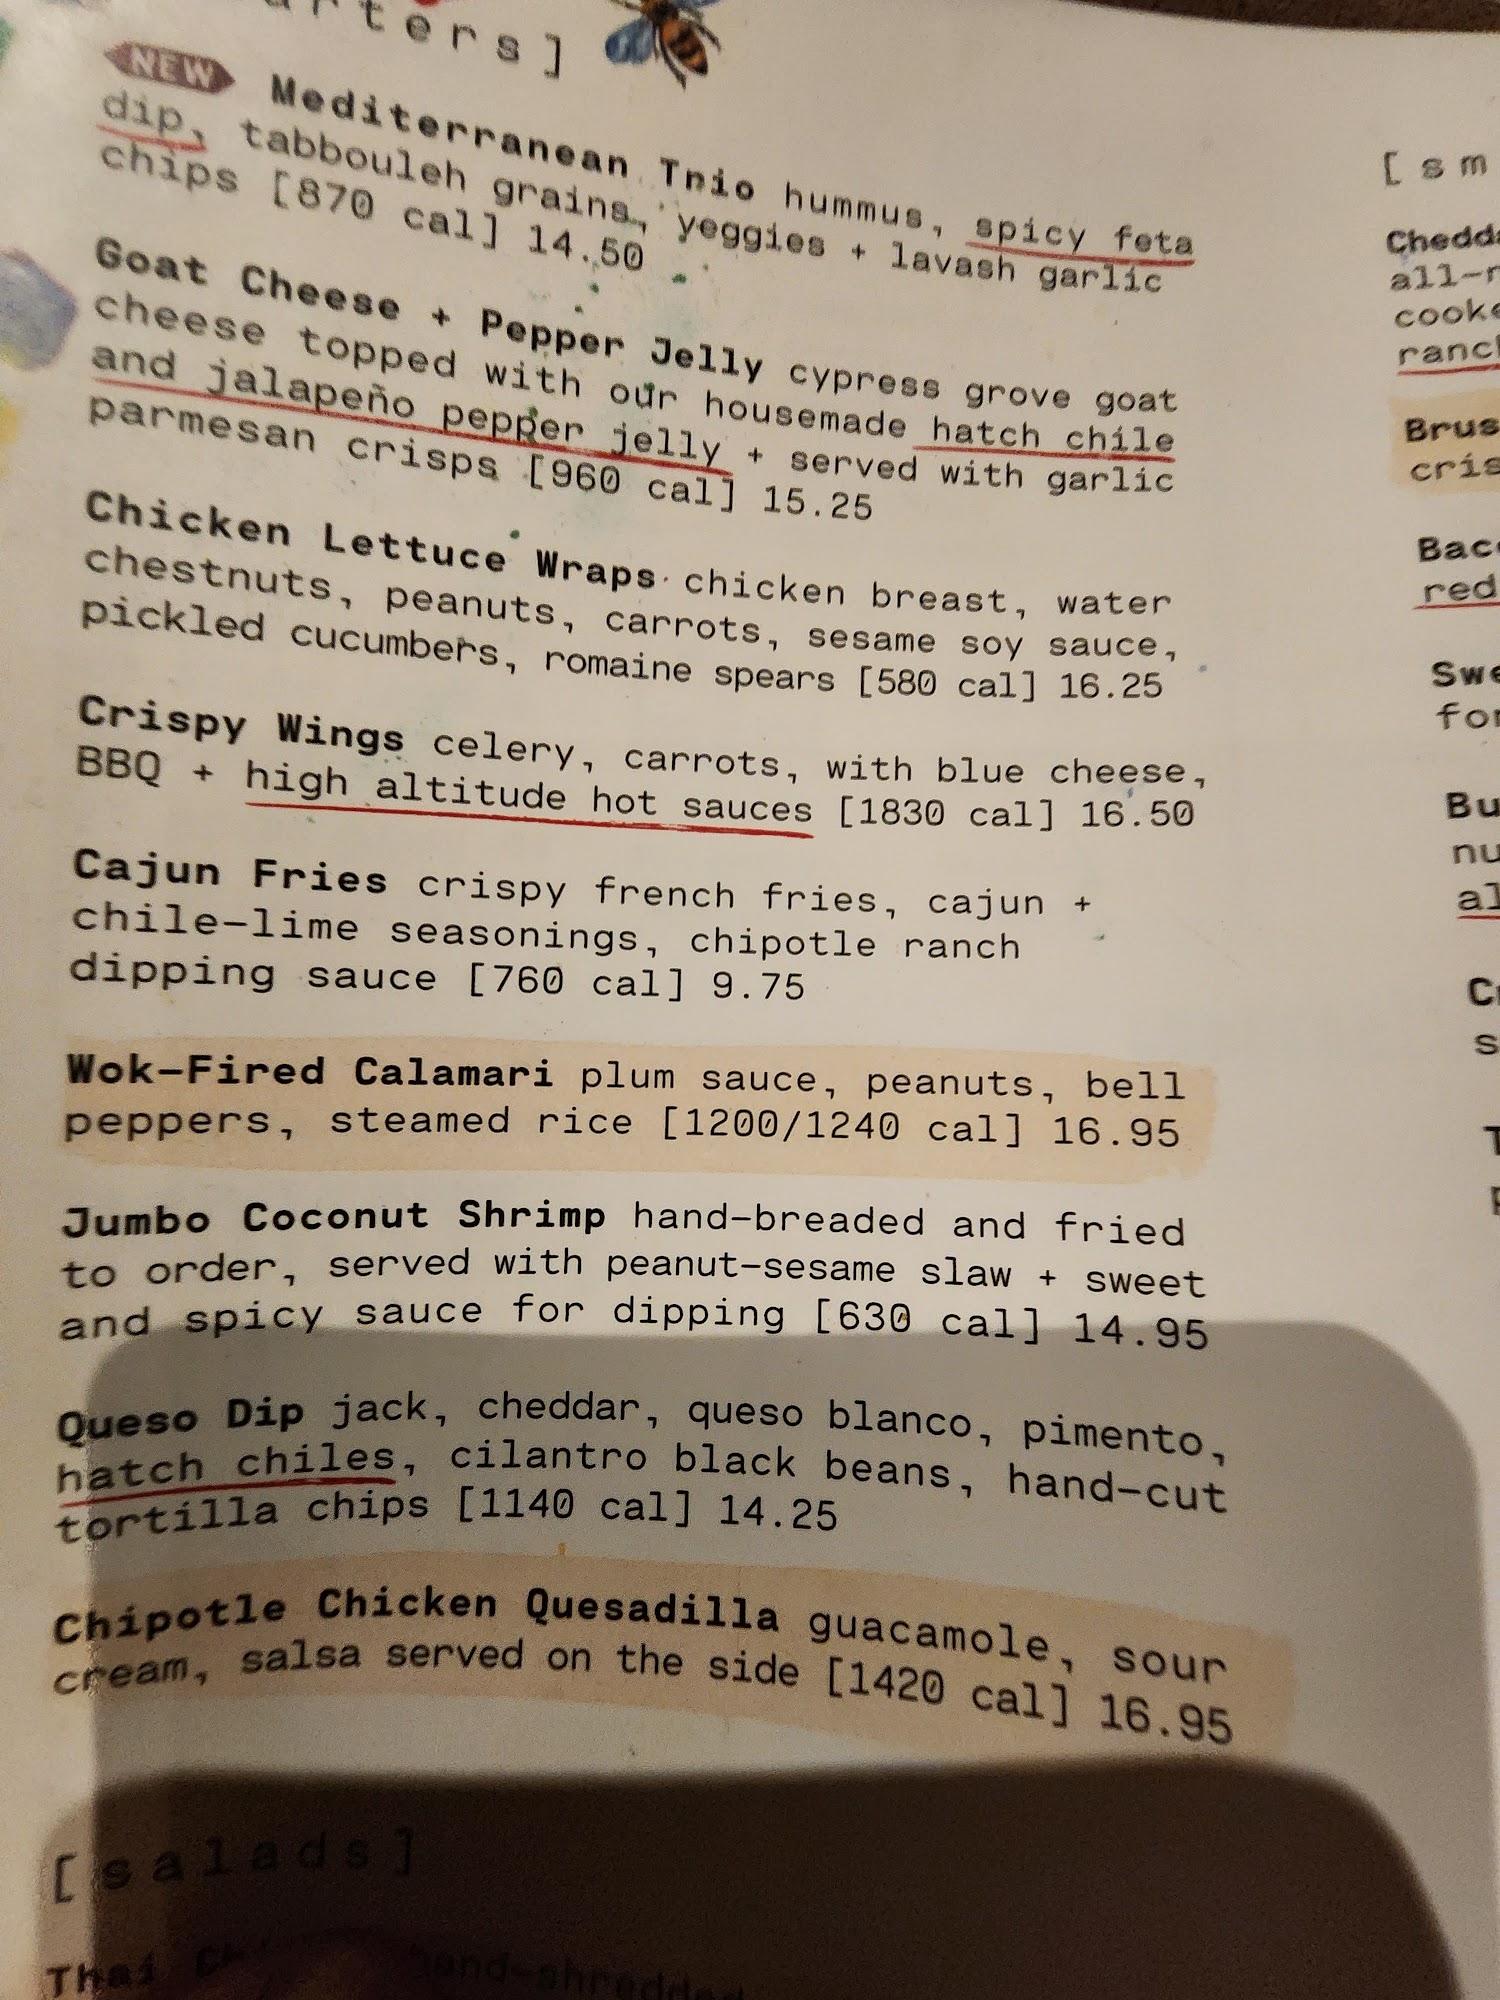 NEW
Mediterranean Trio hummus, spicy feta
dip, tabbouleh grains, veggies + lavash garlic
chips [870 cal] 14.50
Goat Cheese + Pepper Jelly cypress grove goat
cheese topped with our housemade hatch chile
and jalapeño pepper jelly + served with garlic
parmesan crisps [960 cal] 15.25
Chicken Lettuce Wraps chicken breast, water
chestnuts, peanuts, carrots, sesame soy sauce,
pickled cucumbers, romaine spears [580 cal] 16.25
Crispy Wings celery, carrots, with blue cheese,
BBQ + high altitude hot sauces [1830 cal] 16.50
Cajun Fries crispy french fries, cajun +
chile-lime seasonings, chipotle ranch
dipping sauce [760 cal] 9.75
Wok-Fired Calamari plum sauce, peanuts, bell
peppers, steamed rice [1200/1240 cal] 16.95
Jumbo Coconut Shrimp hand-breaded and fried
to order, served with peanut-sesame slaw + sweet
and spicy sauce for dipping [630 cal] 14.95
Queso Dip jack, cheddar, queso blanco, pimento,
hatch chiles, cilantro black beans, hand-cut
tortilla chips [1140 cal] 14.25
Chipotle Chicken Quesadilla guacamole, sour
cream, salsa served on the side [1420 cal] 16.95
[salads]
Thai